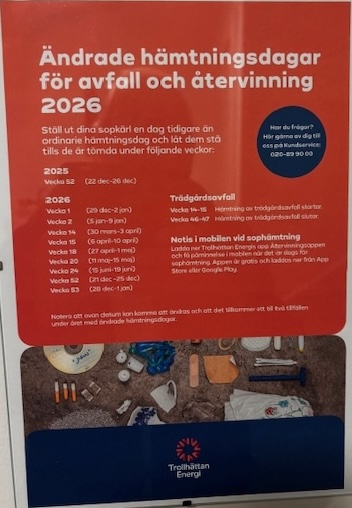 Ändrade hämtningsdagar
för avfall och återvinning
2026
Ställ ut dina sopkärl en dag tidigare än
ordinarie hämtningsdag och låt dem stå
tills de är tömda under följande veckor:
Har du frågor?
Hör gärna av dig till
oss på Kundservice:
020-89 90 00
2025
Vecka 52 (22 dec-26 dec)
2026
Vecka 1 (29 dec-2 jan)
Vecka 2 (5 jan-9 jan)
Vecka 14 (30 mars-3 april)
Vecka 15 (6 april-10 april)
Vecka 18 (27 april-1 maj)
Vecka 20 (11 maj-15 maj)
Vecka 24 (15 juni-19 juni)
Vecka 52 (21 dec-25 dec)
Vecka 53 (28 dec-1 jan)
Trädgårdsavfall
Vecka 14-15 Hämtning av trädgårdsavfall startar.
Vecka 46-47 Hämtning av trädgårdsavfall slutar.
Notis i mobilen vid sophämtning
Ladda ner Trollhättan Energis app Återvinningsappen
och få påminnelse i mobilen när det är dags för
sophämtning. Appen är gratis och laddas ner från App
Store eller Google Play.
Notera att ovan datum kan komma att ändras och att det tillkommer att till två tillfällen
under året med ändrade hämtningsdagar.
Trollhättan
Energi